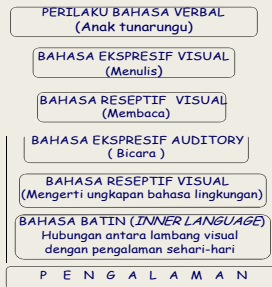 PERILAKU BAHASA VERBAL
(Anak tunarungu)
BAHASA EKSPRESIF VISUAL
(Menulis)
BAHASA RESEPTIF VISUAL
(Membaca)
BAHASA EKSPRESIF AUDITORY
( Bicara )
BAHASA RESEPTIF VISUAL
(Mengerti ungkapan bahasa lingkungan)
BAHASA BATIN (INNER LANGUAGE)
Hubungan antara lambang visual
dengan pengalaman sehari-hari
P E N G A L A M A N